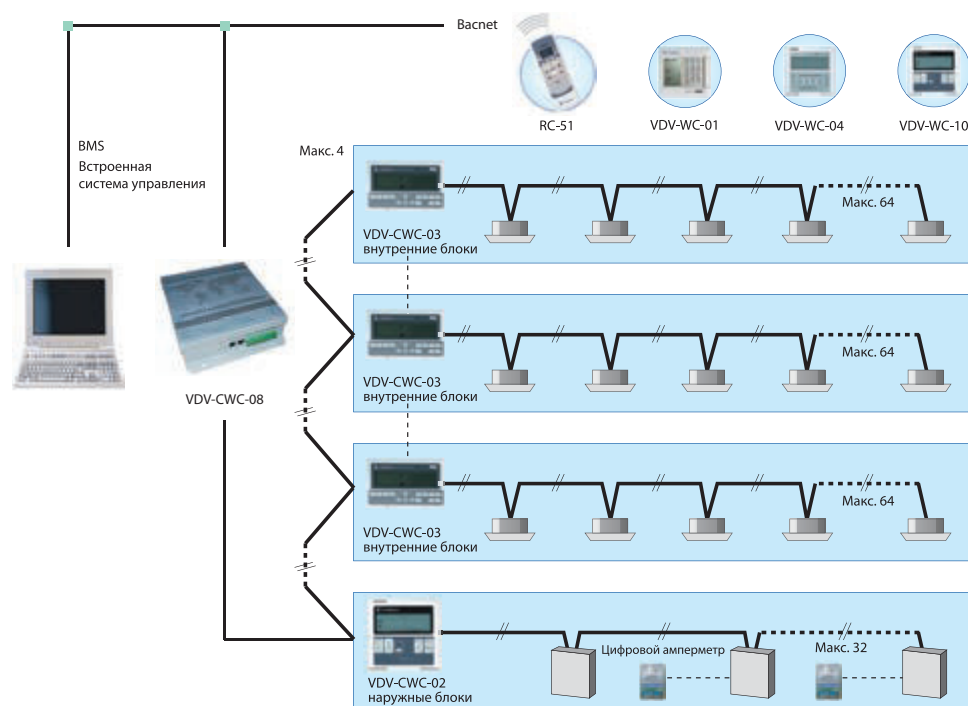 Bacnet
RC-51
VDV-WC-01
VDV-WC-04
VDV-WC-10
BMS
Встроенная
система управления
Макс. 4
Макс. 64
VDV-CWC-03
внутренние блоки
Макс. 64
VDV-CWC-03
внутренние блоки
VDV-CWC-08
Макс. 64
VDV-CWC-03
внутренние блоки
Цифровой амперметр
Макс. 32
VDV-CWC-02
наружные блоки